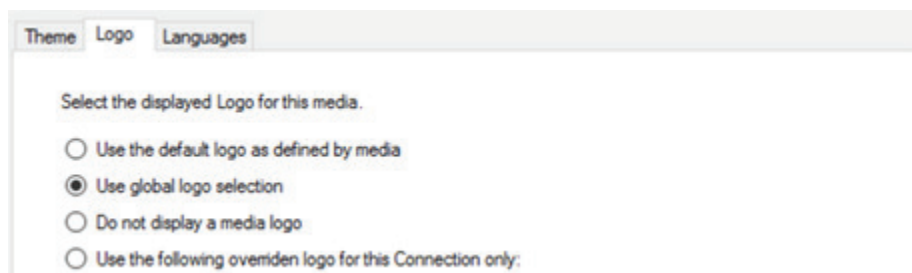 Theme Logo Languages
Select the displayed Logo for this media.
Use the default logo as defined by media
Use global logo selection
Do not display a media logo
Use the following overriden logo for this Connection only: